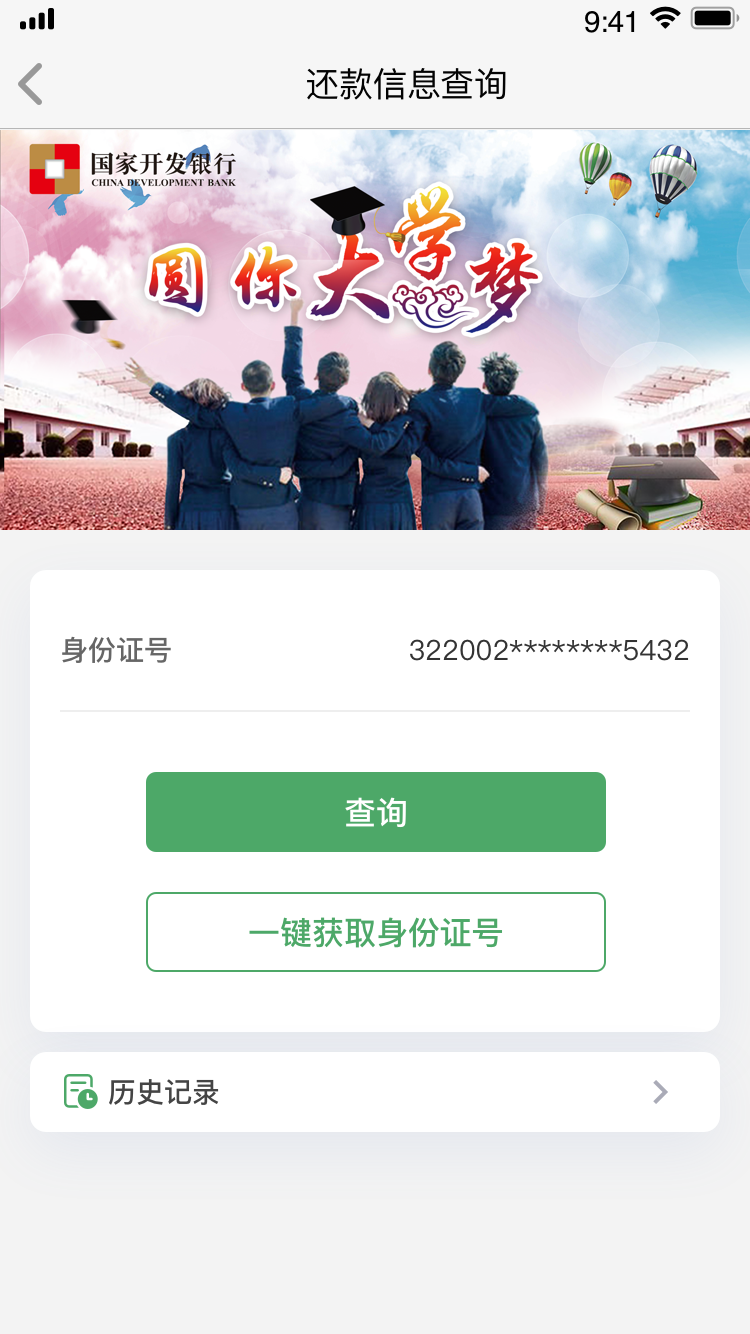 9:41
还款信息查询
国家开发银行
CHINA DEVELOPMENT BANK
圆你大学梦
身份证号 322002********5432
查询
一键获取身份证号
历史记录